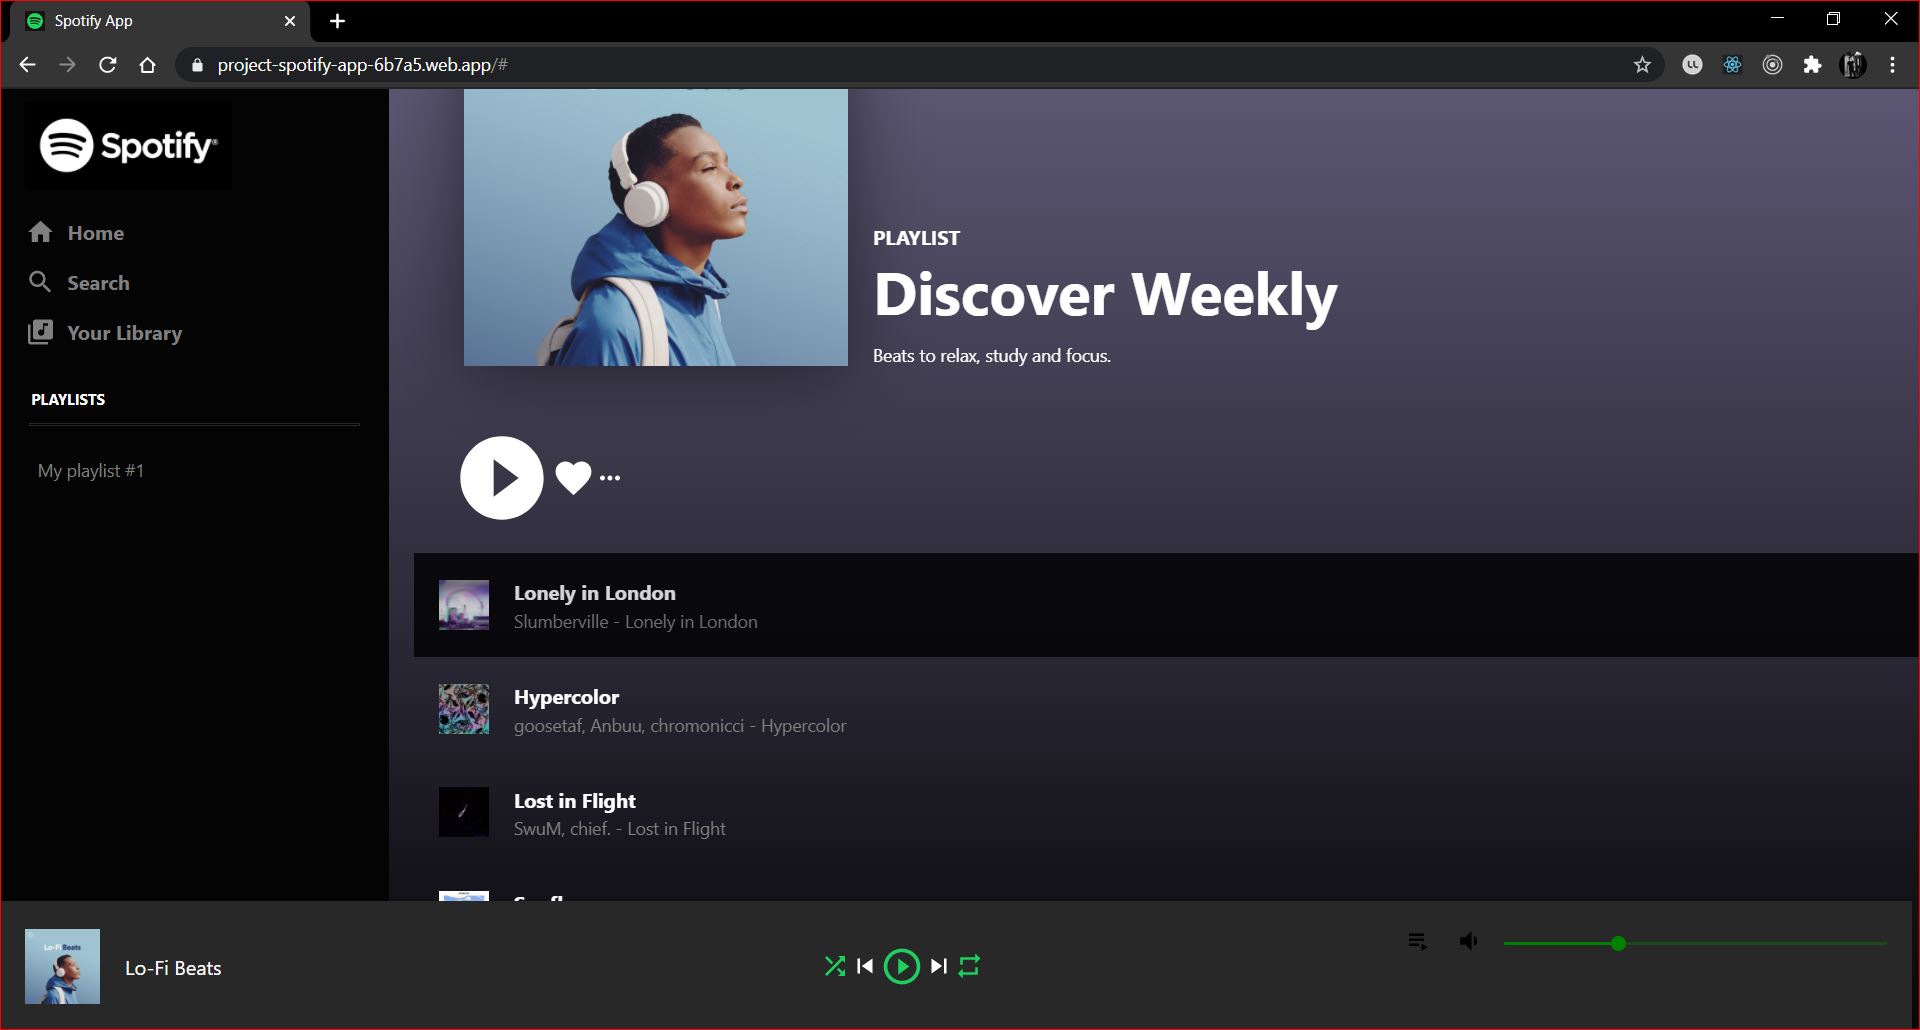 Spotify App
project-spotify-app-6b7a5.web.app/#
Spotify®
Home
Search
Your Library
PLAYLISTS
My playlist #1
PLAYLIST
Discover Weekly
Beats to relax, study and focus.
Lonely in London
Slumberville - Lonely in London
Hypercolor
goosetaf, Anbuu, chromonicci - Hypercolor
Lost in Flight
SwuM, chief. - Lost in Flight
Lo-Fi Beats
Lo-Fi Beats